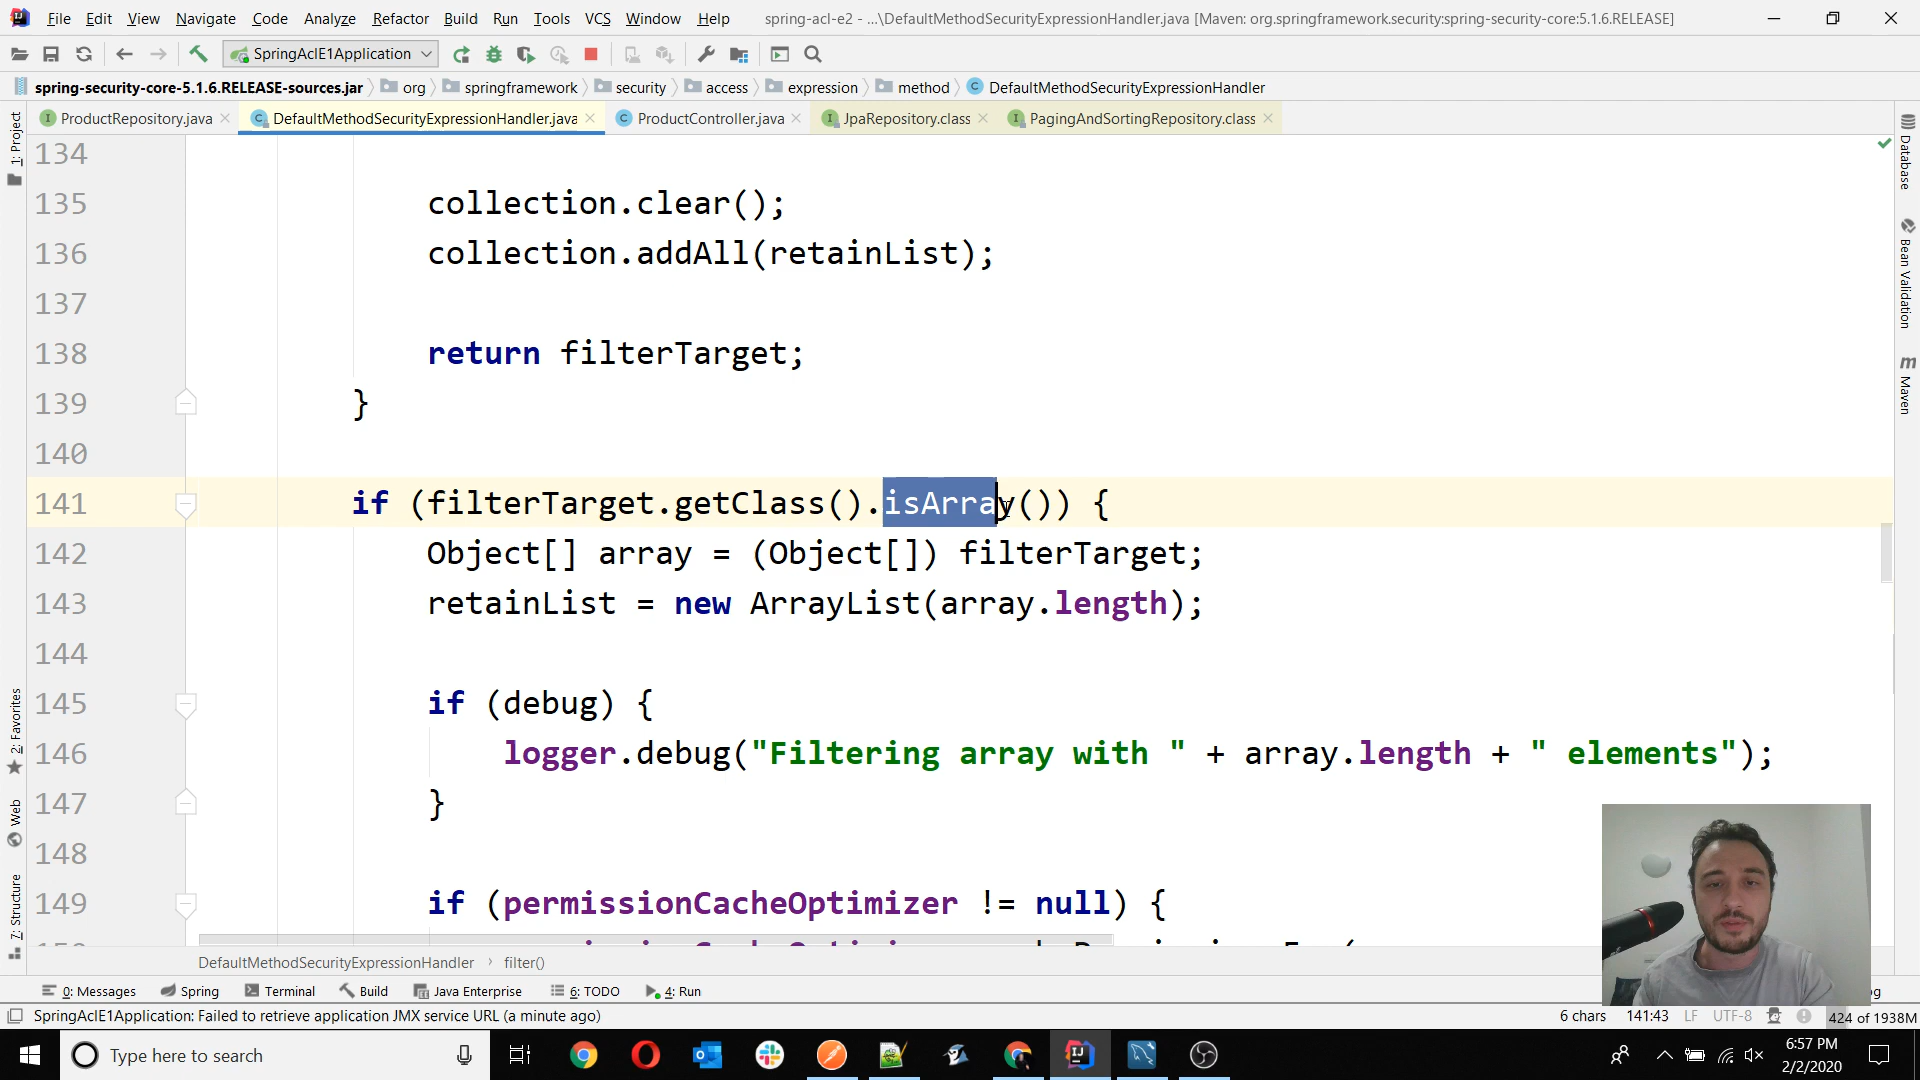 File Edit View Navigate Code Analyze Refactor Build Run Tools VCS Window Help spring-acl-e2 - ...\DefaultMethodSecurityExpressionHandler.java [Maven: org.springframework.security:spring-security-core:5.1.6.RELEASE]
SpringAclE1Application
spring-security-core-5.1.6.RELEASE-sources.jar org springframework security access expression method DefaultMethodSecurityExpressionHandler
ProductRepository.java DefaultMethodSecurityExpressionHandler.java ProductController.java JpaRepository.class PagingAndSortingRepository.class
1: Project
Database
Bean Validation
Maven
134
135 collection.clear();
136 collection.addAll(retainList);
137
138 return filterTarget;
139 }
140
141 if (filterTarget.getClass().isArray()) {
142 Object[] array = (Object[]) filterTarget;
143 retainList = new ArrayList(array.length);
144
145 if (debug) {
146 logger.debug("Filtering array with " + array.length + " elements");
147 }
148
149 if (permissionCacheOptimizer != null) {
2: Favorites
Web
7: Structure
DefaultMethodSecurityExpressionHandler › filter()
0: Messages Spring Terminal Build Java Enterprise 6: TODO 4: Run
SpringAclE1Application: Failed to retrieve application JMX service URL (a minute ago) 6 chars 141:43 LF UTF-8 424 of 1938M
Type here to search
6:57 PM
2/2/2020